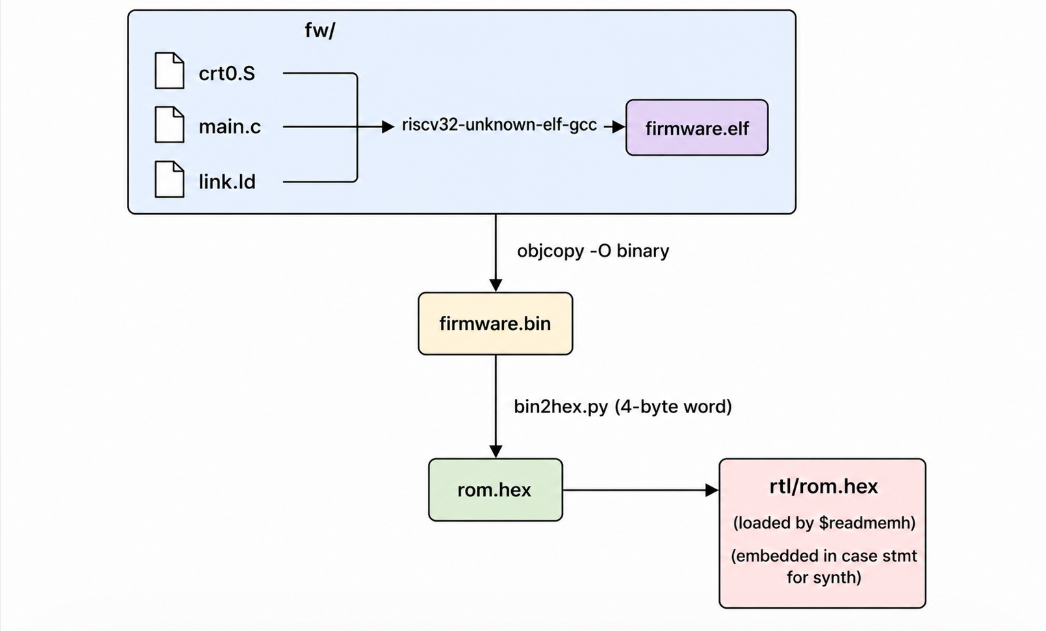 fw/
crt0.S
main.c
link.ld
riscv32-unknown-elf-gcc
firmware.elf
objcopy -O binary
firmware.bin
bin2hex.py (4-byte word)
rom.hex
rtl/rom.hex
(loaded by $readmemh)
(embedded in case stmt
for synth)